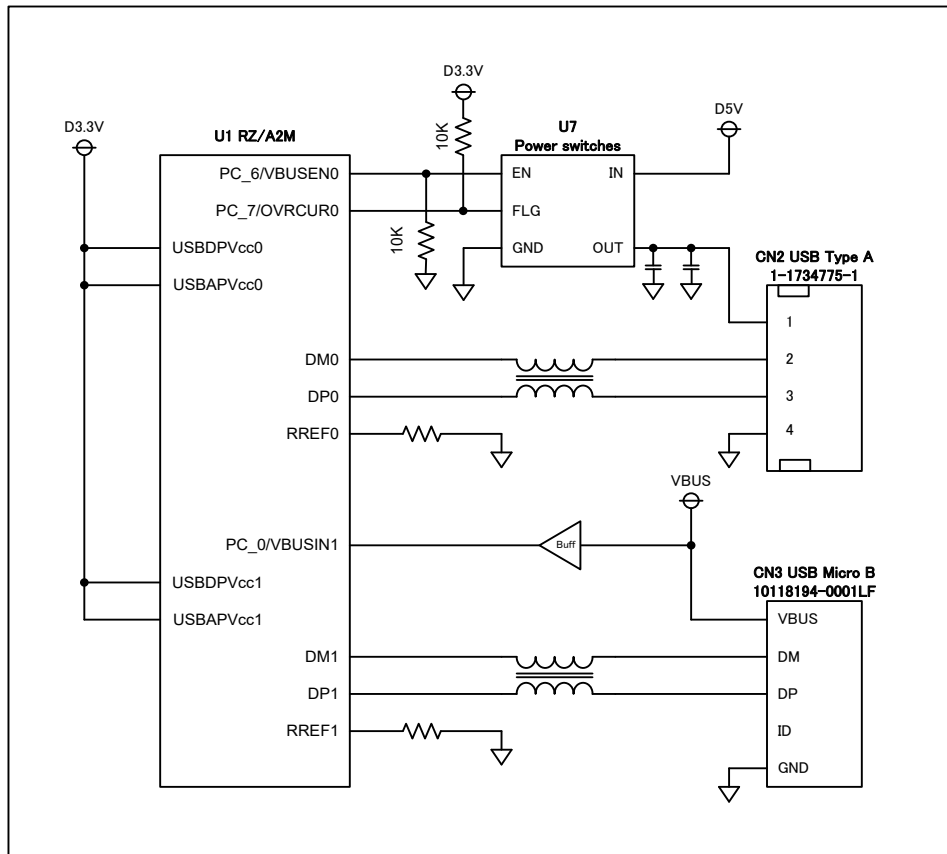 D3.3V
D3.3V
U1 RZ/A2M
10K
U7
Power switches
D5V
PC_6/VBUSEN0
EN
IN
PC_7/OVRCUR0
FLG
10K
USBDPVcc0
GND
OUT
CN2 USB Type A
1-1734775-1
USBAPVcc0
1
DM0
2
DP0
3
RREF0
4
VBUS
PC_0/VBUSIN1
Buff
CN3 USB Micro B
10118194-0001LF
USBDPVcc1
USBAPVcc1
VBUS
DM1
DM
DP1
DP
RREF1
ID
GND